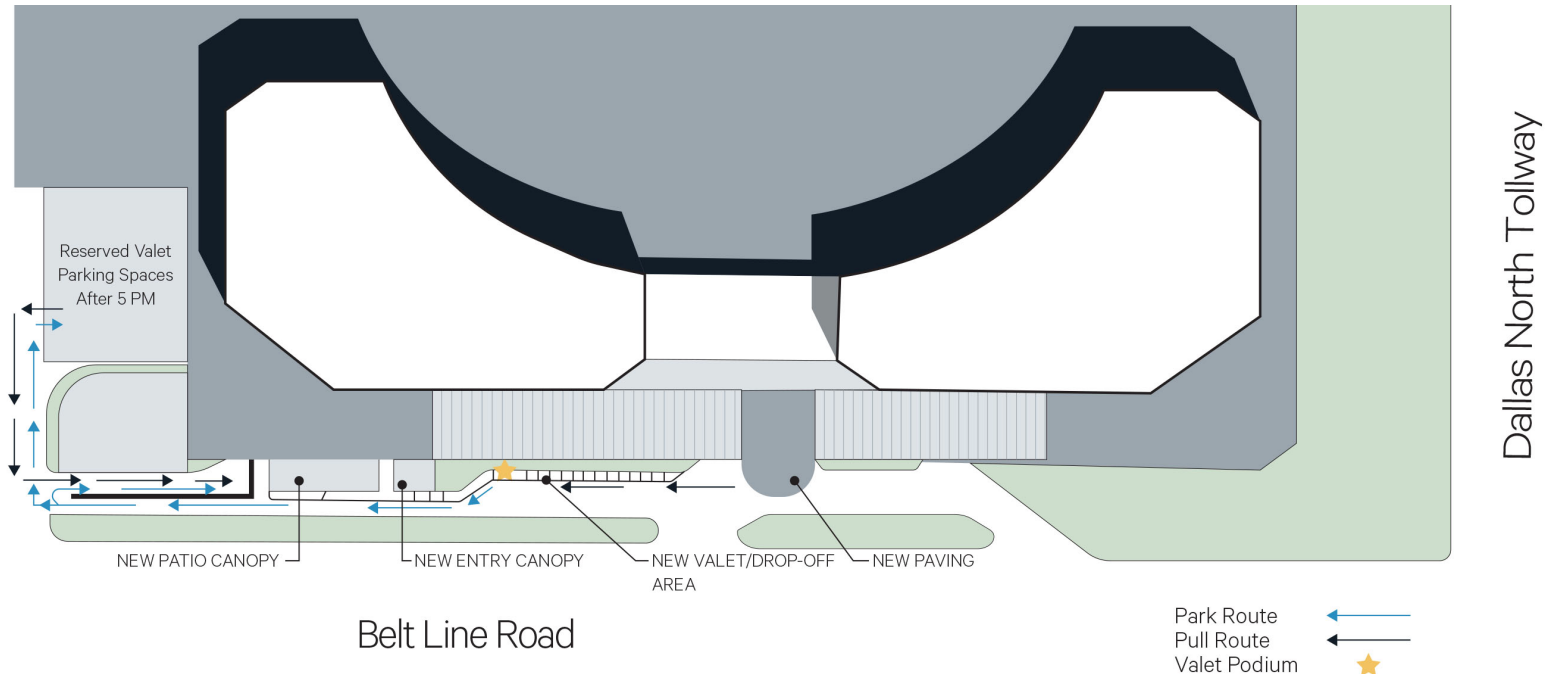 Dallas North Tollway
Reserved Valet
Parking Spaces
After 5 PM
NEW PATIO CANOPY
NEW ENTRY CANOPY
NEW VALET/DROP-OFF
AREA
NEW PAVING
Belt Line Road
Park Route
Pull Route
Valet Podium